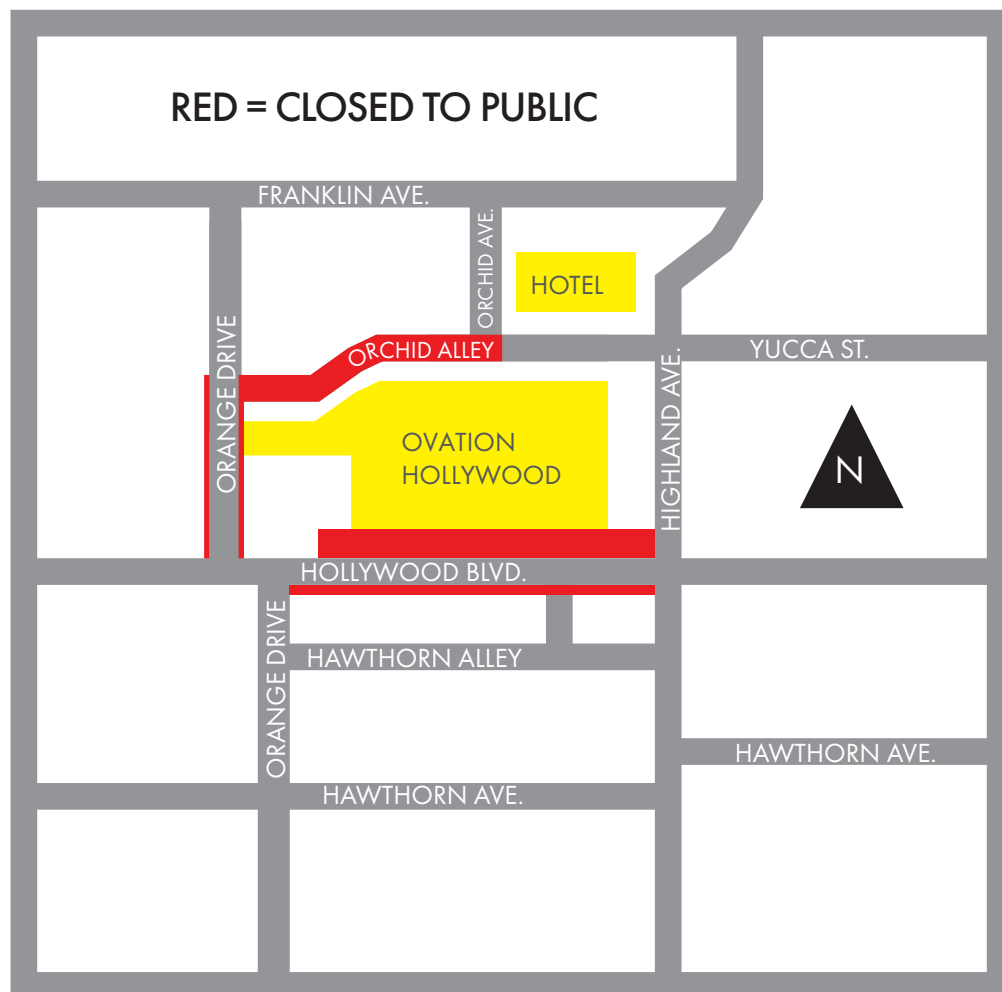 RED = CLOSED TO PUBLIC
FRANKLIN AVE.
ORCHID AVE.
HOTEL
ORANGE DRIVE
ORCHID ALLEY
YUCCA ST.
HIGHLAND AVE.
OVATION
HOLLYWOOD
N
HOLLYWOOD BLVD.
ORANGE DRIVE
HAWTHORN ALLEY
HAWTHORN AVE.
HAWTHORN AVE.